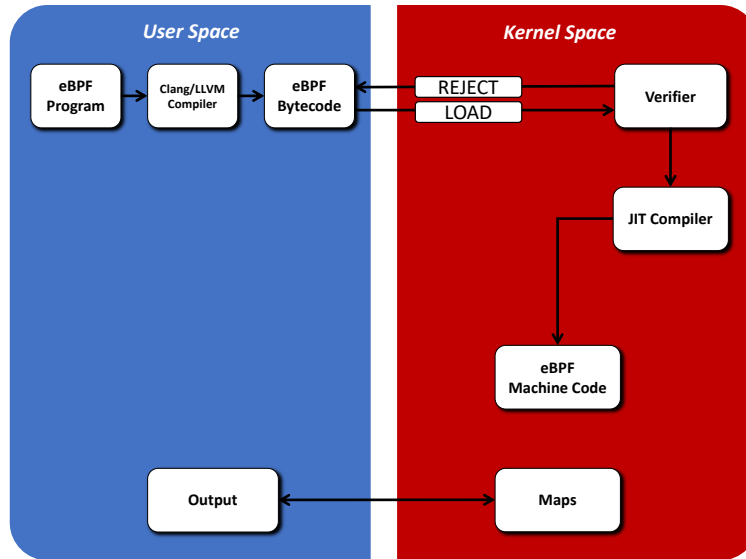 User Space
Kernel Space
eBPF
Program
Clang/LLVM
Compiler
eBPF
Bytecode
REJECT
LOAD
Verifier
JIT Compiler
eBPF
Machine Code
Output
Maps